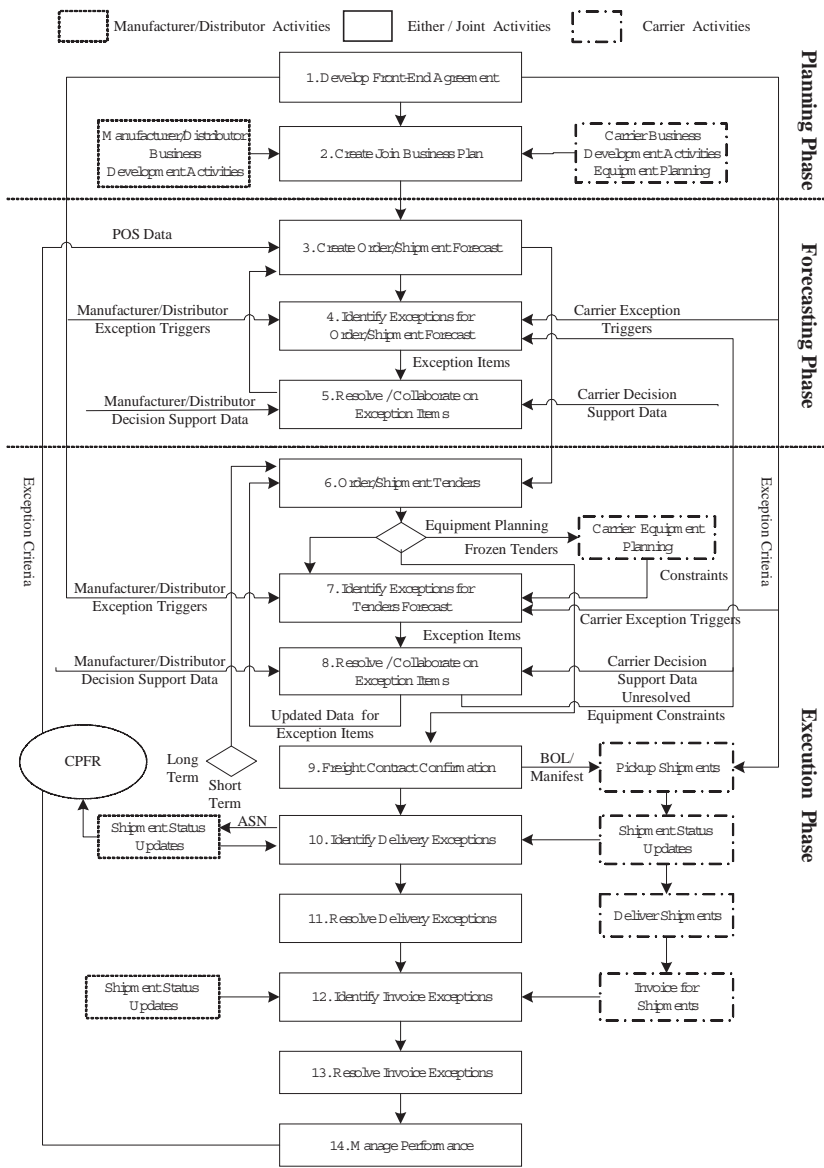 Manufacturer/Distributor Activities
Either / Joint Activities
Carrier Activities
Planning Phase
1.Develop Front-End Agreement
Manufacturer/Distributor
Business
Development Activities
2.Create Join Business Plan
Carrier Business
Development Activities
Equipment Planning
Forecasting Phase
POS Data
3.Create Order/Shipment Forecast
Manufacturer/Distributor
Exception Triggers
4.Identify Exceptions for
Order/Shipment Forecast
Carrier Exception
Triggers
Exception Items
Manufacturer/Distributor
Decision Support Data
5.Resolve /Collaborate on
Exception Items
Carrier Decision
Support Data
Execution Phase
Exception Criteria
Exception Criteria
6.Order/Shipment Tenders
Equipment Planning
Frozen Tenders
Carrier Equipment
Planning
Constraints
Manufacturer/Distributor
Exception Triggers
7.Identify Exceptions for
Tenders Forecast
Carrier Exception Triggers
Exception Items
Manufacturer/Distributor
Decision Support Data
8.Resolve /Collaborate on
Exception Items
Carrier Decision
Support Data
Unresolved
Equipment Constraints
Updated Data for
Exception Items
CPFR
Long
Term
Short
Term
9.Freight Contract Confirmation
BOL/
Manifest
Pickup Shipments
Shipment Status
Updates
ASN
10.Identify Delivery Exceptions
Shipment Status
Updates
11.Resolve Delivery Exceptions
Deliver Shipments
Shipment Status
Updates
12.Identify Invoice Exceptions
Invoice for
Shipments
13.Resolve Invoice Exceptions
14.Manage Performance